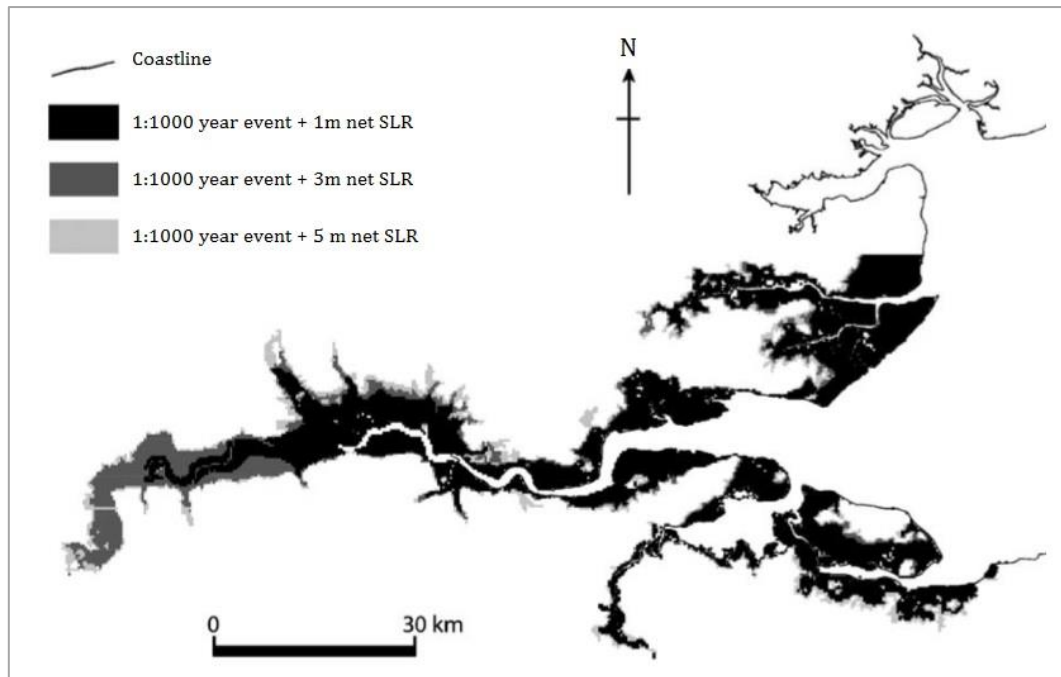 Coastline
N
1:1000 year event + 1m net SLR
1:1000 year event + 3m net SLR
1:1000 year event + 5 m net SLR
0 30 km